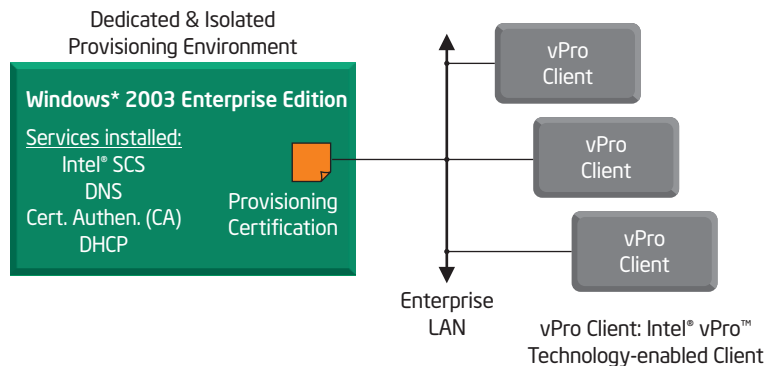 Dedicated & Isolated
Provisioning Environment
Windows* 2003 Enterprise Edition
Services installed:
Intel® SCS
DNS
Cert. Authen. (CA)
DHCP
Provisioning
Certification
Enterprise
LAN
vPro
Client
vPro
Client
vPro
Client
vPro Client: Intel® vPro™
Technology-enabled Client